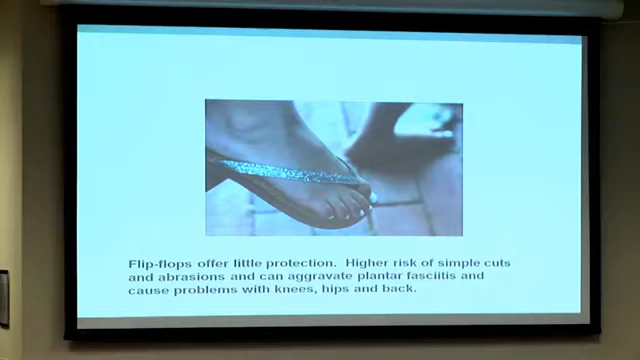 Flip-flops offer little protection.  Higher risk of simple cuts
and abrasions and can aggravate plantar fasciitis and
cause problems with knees, hips and back.